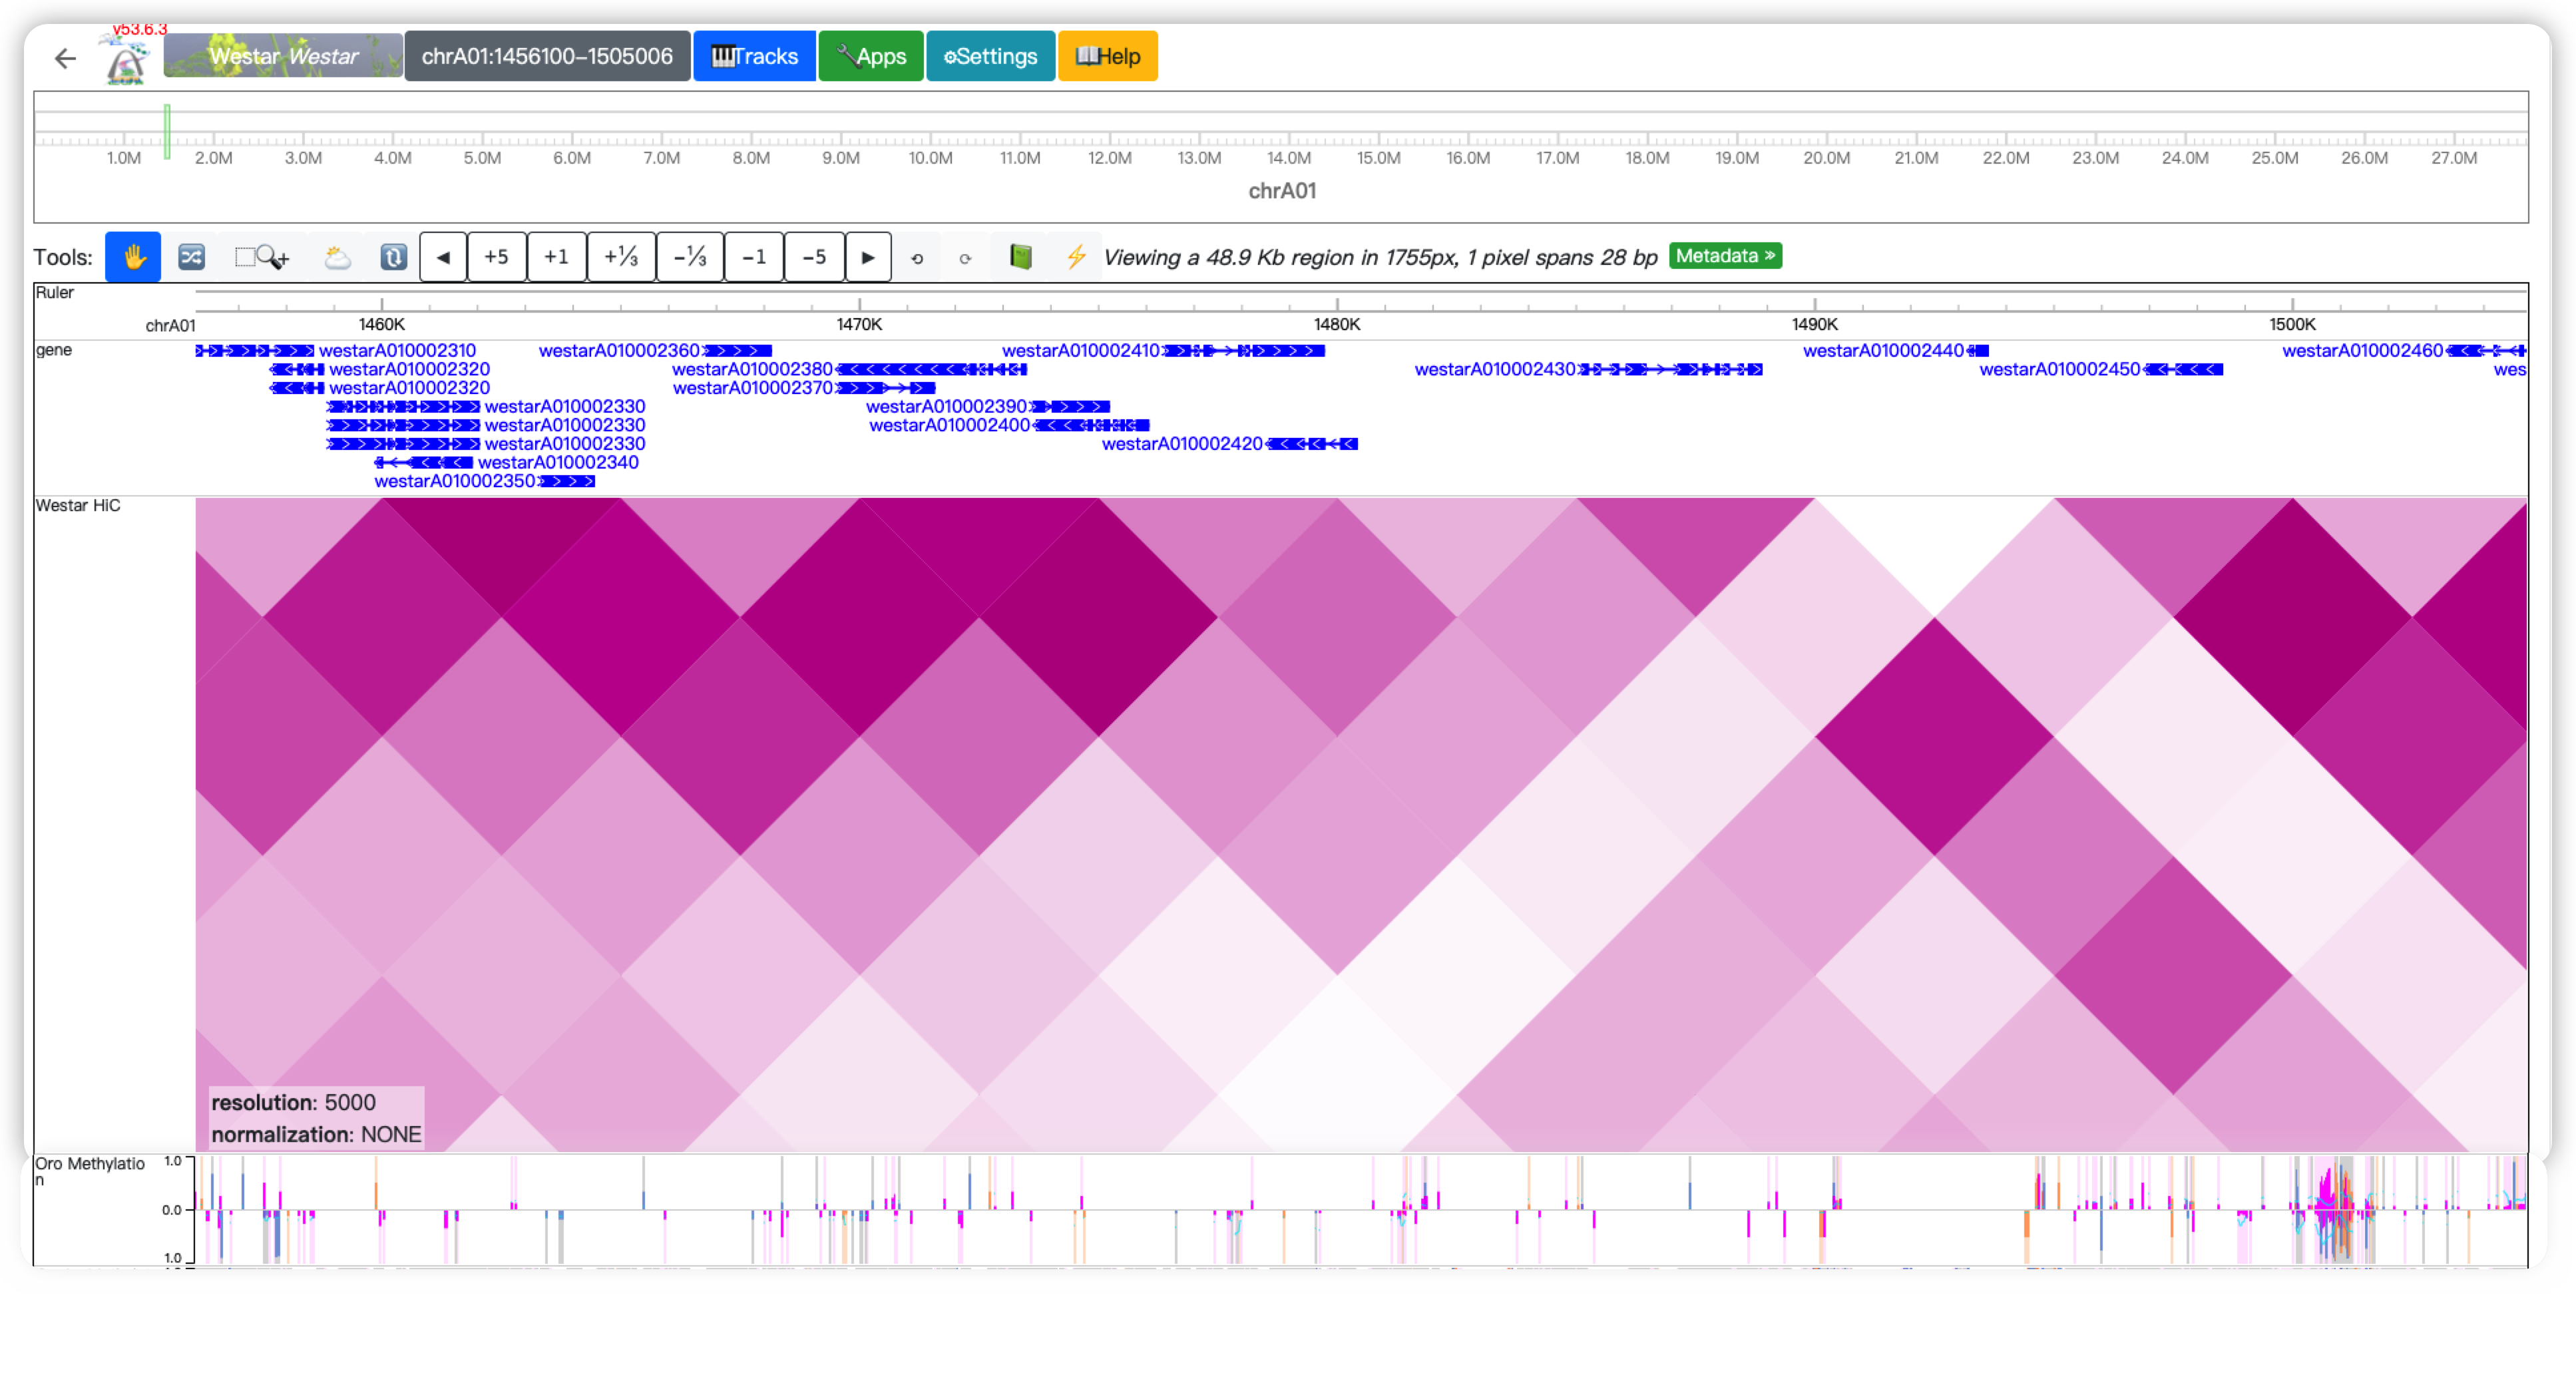 v53.6.3
Westar Westar chrA01:1456100-1505006 Tracks Apps Settings Help
1.0M 2.0M 3.0M 4.0M 5.0M 6.0M 7.0M 8.0M 9.0M 10.0M 11.0M 12.0M 13.0M 14.0M 15.0M 16.0M 17.0M 18.0M 19.0M 20.0M 21.0M 22.0M 23.0M 24.0M 25.0M 26.0M 27.0M
chrA01
Tools: +5 +1 +⅓ -⅓ -1 -5 Viewing a 48.9 Kb region in 1755px, 1 pixel spans 28 bp Metadata »
Ruler
chrA01 1460K 1470K 1480K 1490K 1500K
gene westarA010002310 westarA010002360 westarA010002410 westarA010002440 westarA010002460
westarA010002320 westarA010002380 westarA010002430 westarA010002450 wes
westarA010002320 westarA010002370
westarA010002330 westarA010002390
westarA010002330 westarA010002400
westarA010002330 westarA010002420
westarA010002340
westarA010002350
Westar HiC
resolution: 5000
normalization: NONE
Oro Methylatio 1.0
n
0.0
1.0